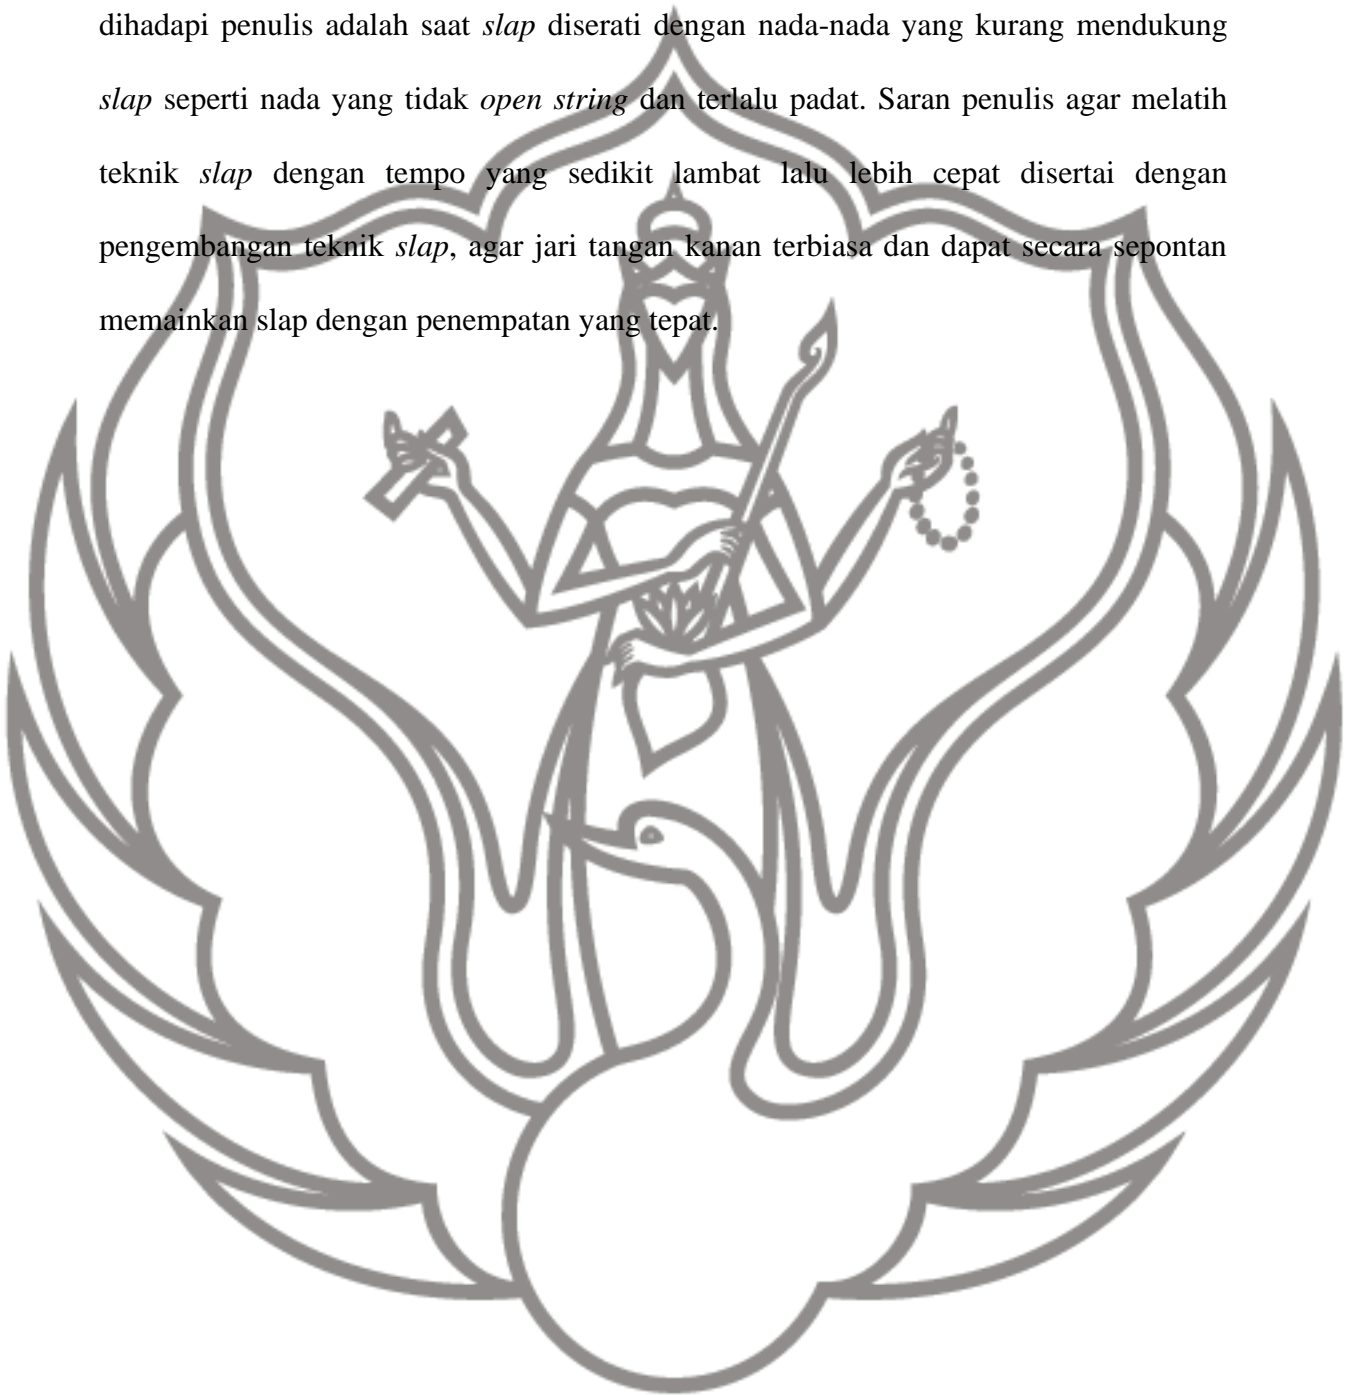 dihadapi penulis adalah saat slap diserati dengan nada-nada yang kurang mendukung
slap seperti nada yang tidak open string dan terlalu padat. Saran penulis agar melatih
teknik slap dengan tempo yang sedikit lambat lalu lebih cepat disertai dengan
pengembangan teknik slap, agar jari tangan kanan terbiasa dan dapat secara sepontan
memainkan slap dengan penempatan yang tepat.